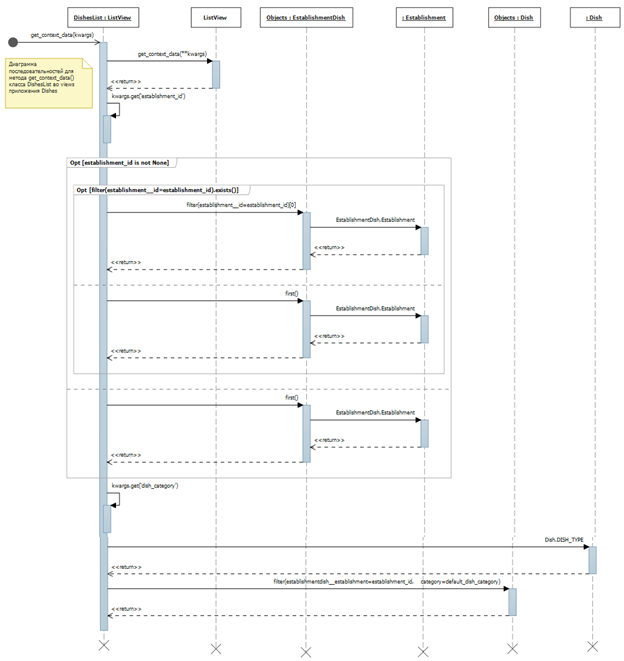 DishesList : ListView
ListView
Objects : EstablishmentDish
: Establishment
Objects : Dish
: Dish
get_context_data(kwargs)
Диаграмма
последовательностей для
метода get_context_data()
класса DishesList во views
приложения Dishes
get_context_data(**kwargs)
<<return>>
kwargs.get('establishment_id')
Opt [establishment_id is not None]
Opt [filter(establishment__id=establishment_id).exists()]
filter(establishment__id=establishment_id)[0]
EstablishmentDish.Establishment
<<return>>
<<return>>
first()
EstablishmentDish.Establishment
<<return>>
<<return>>
first()
EstablishmentDish.Establishment
<<return>>
<<return>>
kwargs.get('dish_category')
Dish.DISH_TYPE
<<return>>
filter(establishmentdish__establishment=establishment_id, category=default_dish_category)
<<return>>